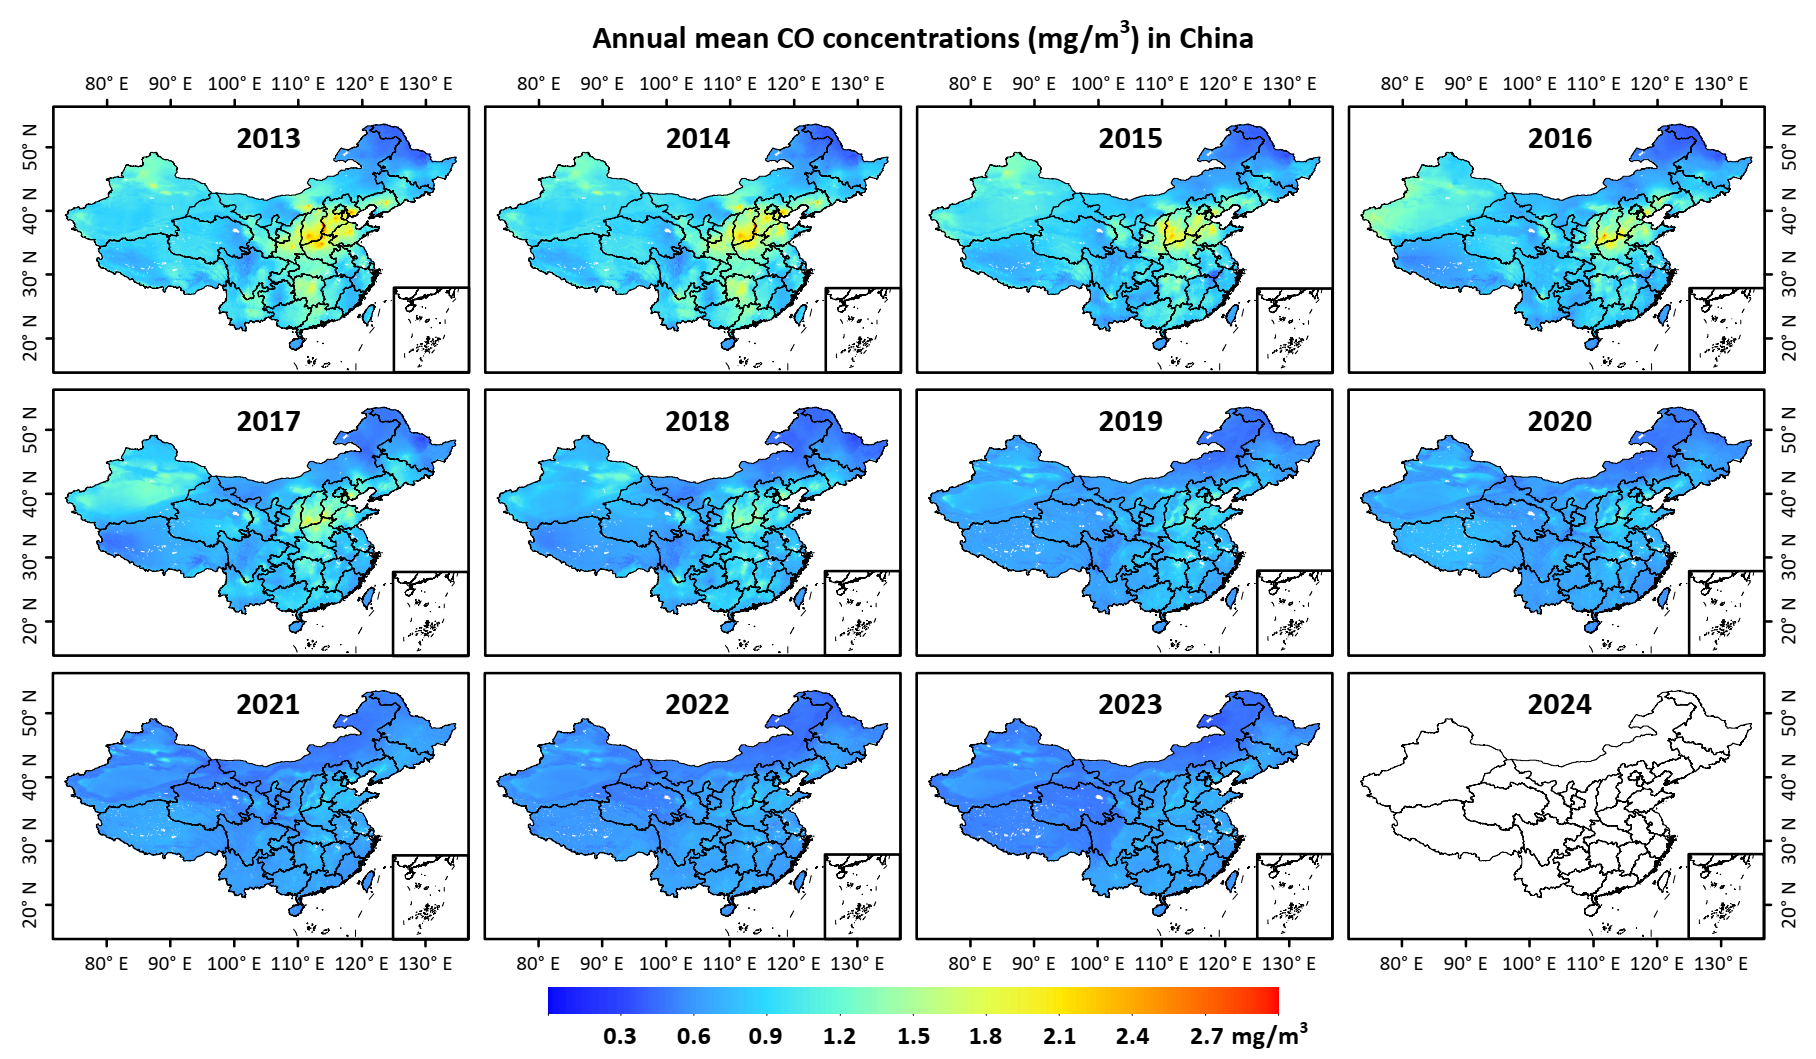 Annual mean CO concentrations (mg/m³) in China
80° E 90° E 100° E 110° E 120° E 130° E 80° E 90° E 100° E 110° E 120° E 130° E 80° E 90° E 100° E 110° E 120° E 130° E 80° E 90° E 100° E 110° E 120° E 130° E
2013 2014 2015 2016
50° N 50° N
40° N 40° N
30° N 30° N
20° N 20° N
2017 2018 2019 2020
50° N 50° N
40° N 40° N
30° N 30° N
20° N 20° N
2021 2022 2023 2024
50° N 50° N
40° N 40° N
30° N 30° N
20° N 20° N
80° E 90° E 100° E 110° E 120° E 130° E 80° E 90° E 100° E 110° E 120° E 130° E 80° E 90° E 100° E 110° E 120° E 130° E 80° E 90° E 100° E 110° E 120° E 130° E
0.3 0.6 0.9 1.2 1.5 1.8 2.1 2.4 2.7 mg/m³